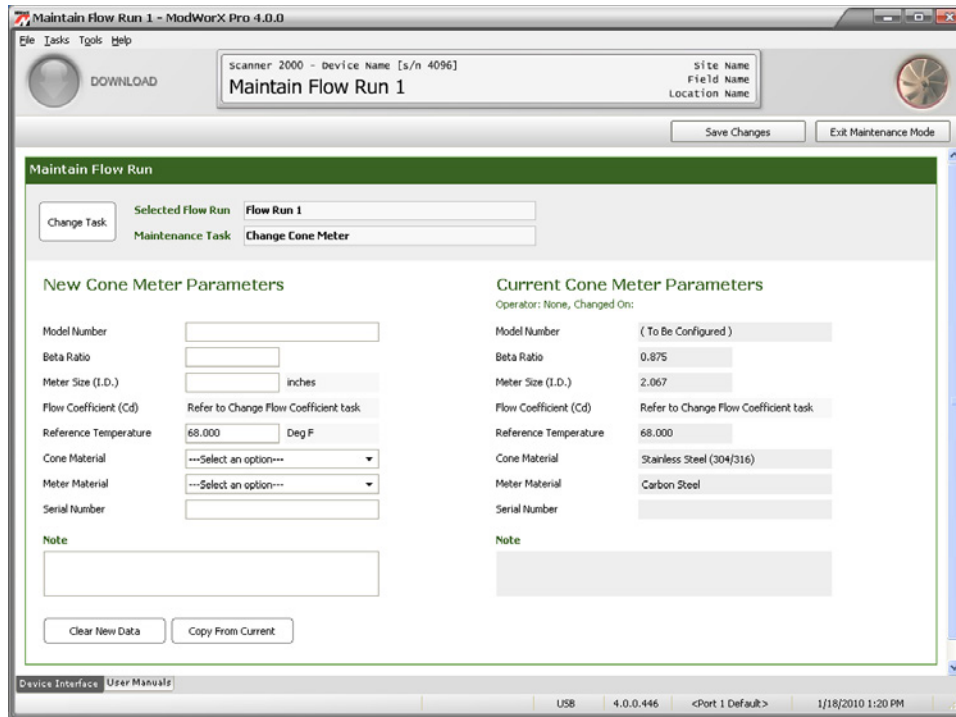 Maintain Flow Run 1 - ModWorX Pro 4.0.0
File Tasks Tools Help
DOWNLOAD
Scanner 2000 - Device Name [s/n 4096]
Maintain Flow Run 1
Site Name
Field Name
Location Name
Save Changes
Exit Maintenance Mode
Maintain Flow Run
Change Task
Selected Flow Run Flow Run 1
Maintenance Task Change Cone Meter
New Cone Meter Parameters
Model Number
Beta Ratio
Meter Size (I.D.) inches
Flow Coefficient (Cd) Refer to Change Flow Coefficient task
Reference Temperature 68.000 Deg F
Cone Material ---Select an option---
Meter Material ---Select an option---
Serial Number
Note
Clear New Data
Copy From Current
Current Cone Meter Parameters
Operator: None, Changed On:
Model Number ( To Be Configured )
Beta Ratio 0.875
Meter Size (I.D.) 2.067
Flow Coefficient (Cd) Refer to Change Flow Coefficient task
Reference Temperature 68.000
Cone Material Stainless Steel (304/316)
Meter Material Carbon Steel
Serial Number
Note
Device Interface User Manuals
USB 4.0.0.446 <Port 1 Default> 1/18/2010 1:20 PM